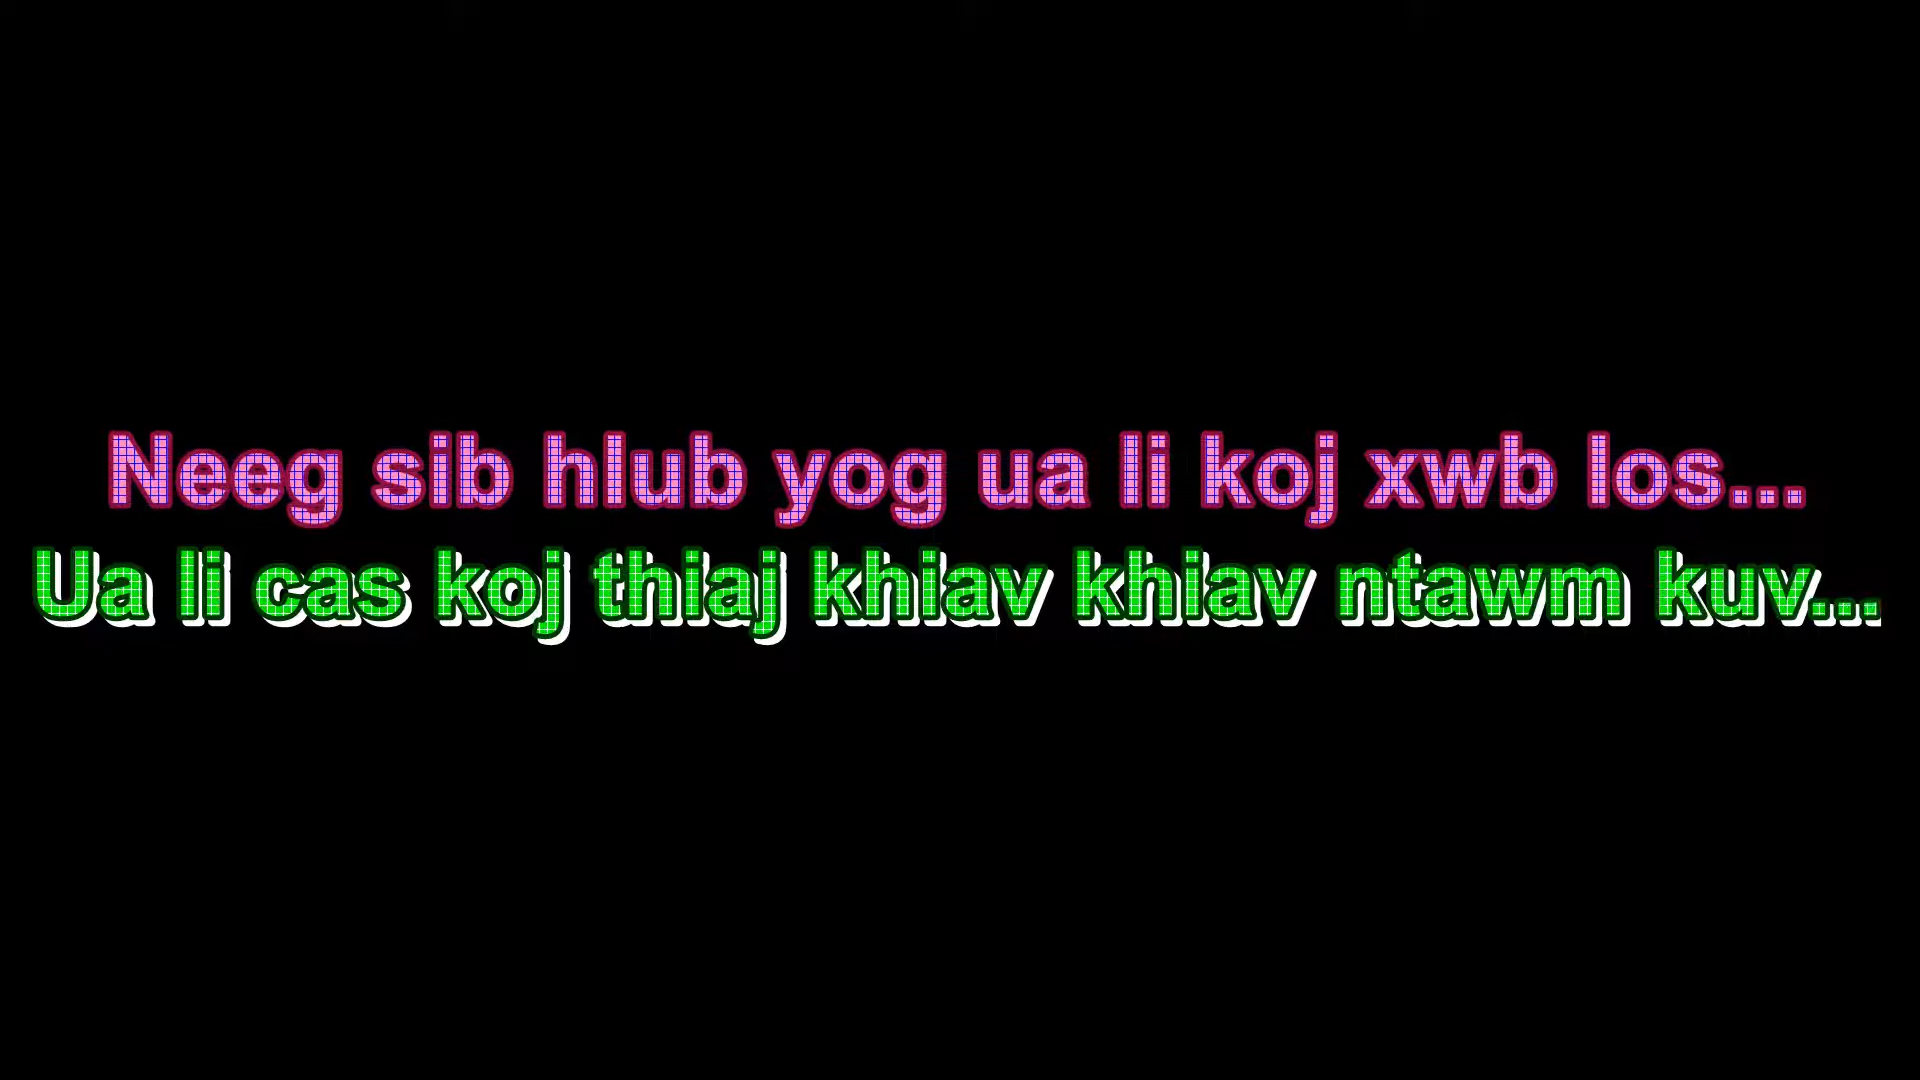 Neeg sib hlub yog ua li koj xwb los...
Ua li cas koj thiaj khiav khiav ntawm kuv...